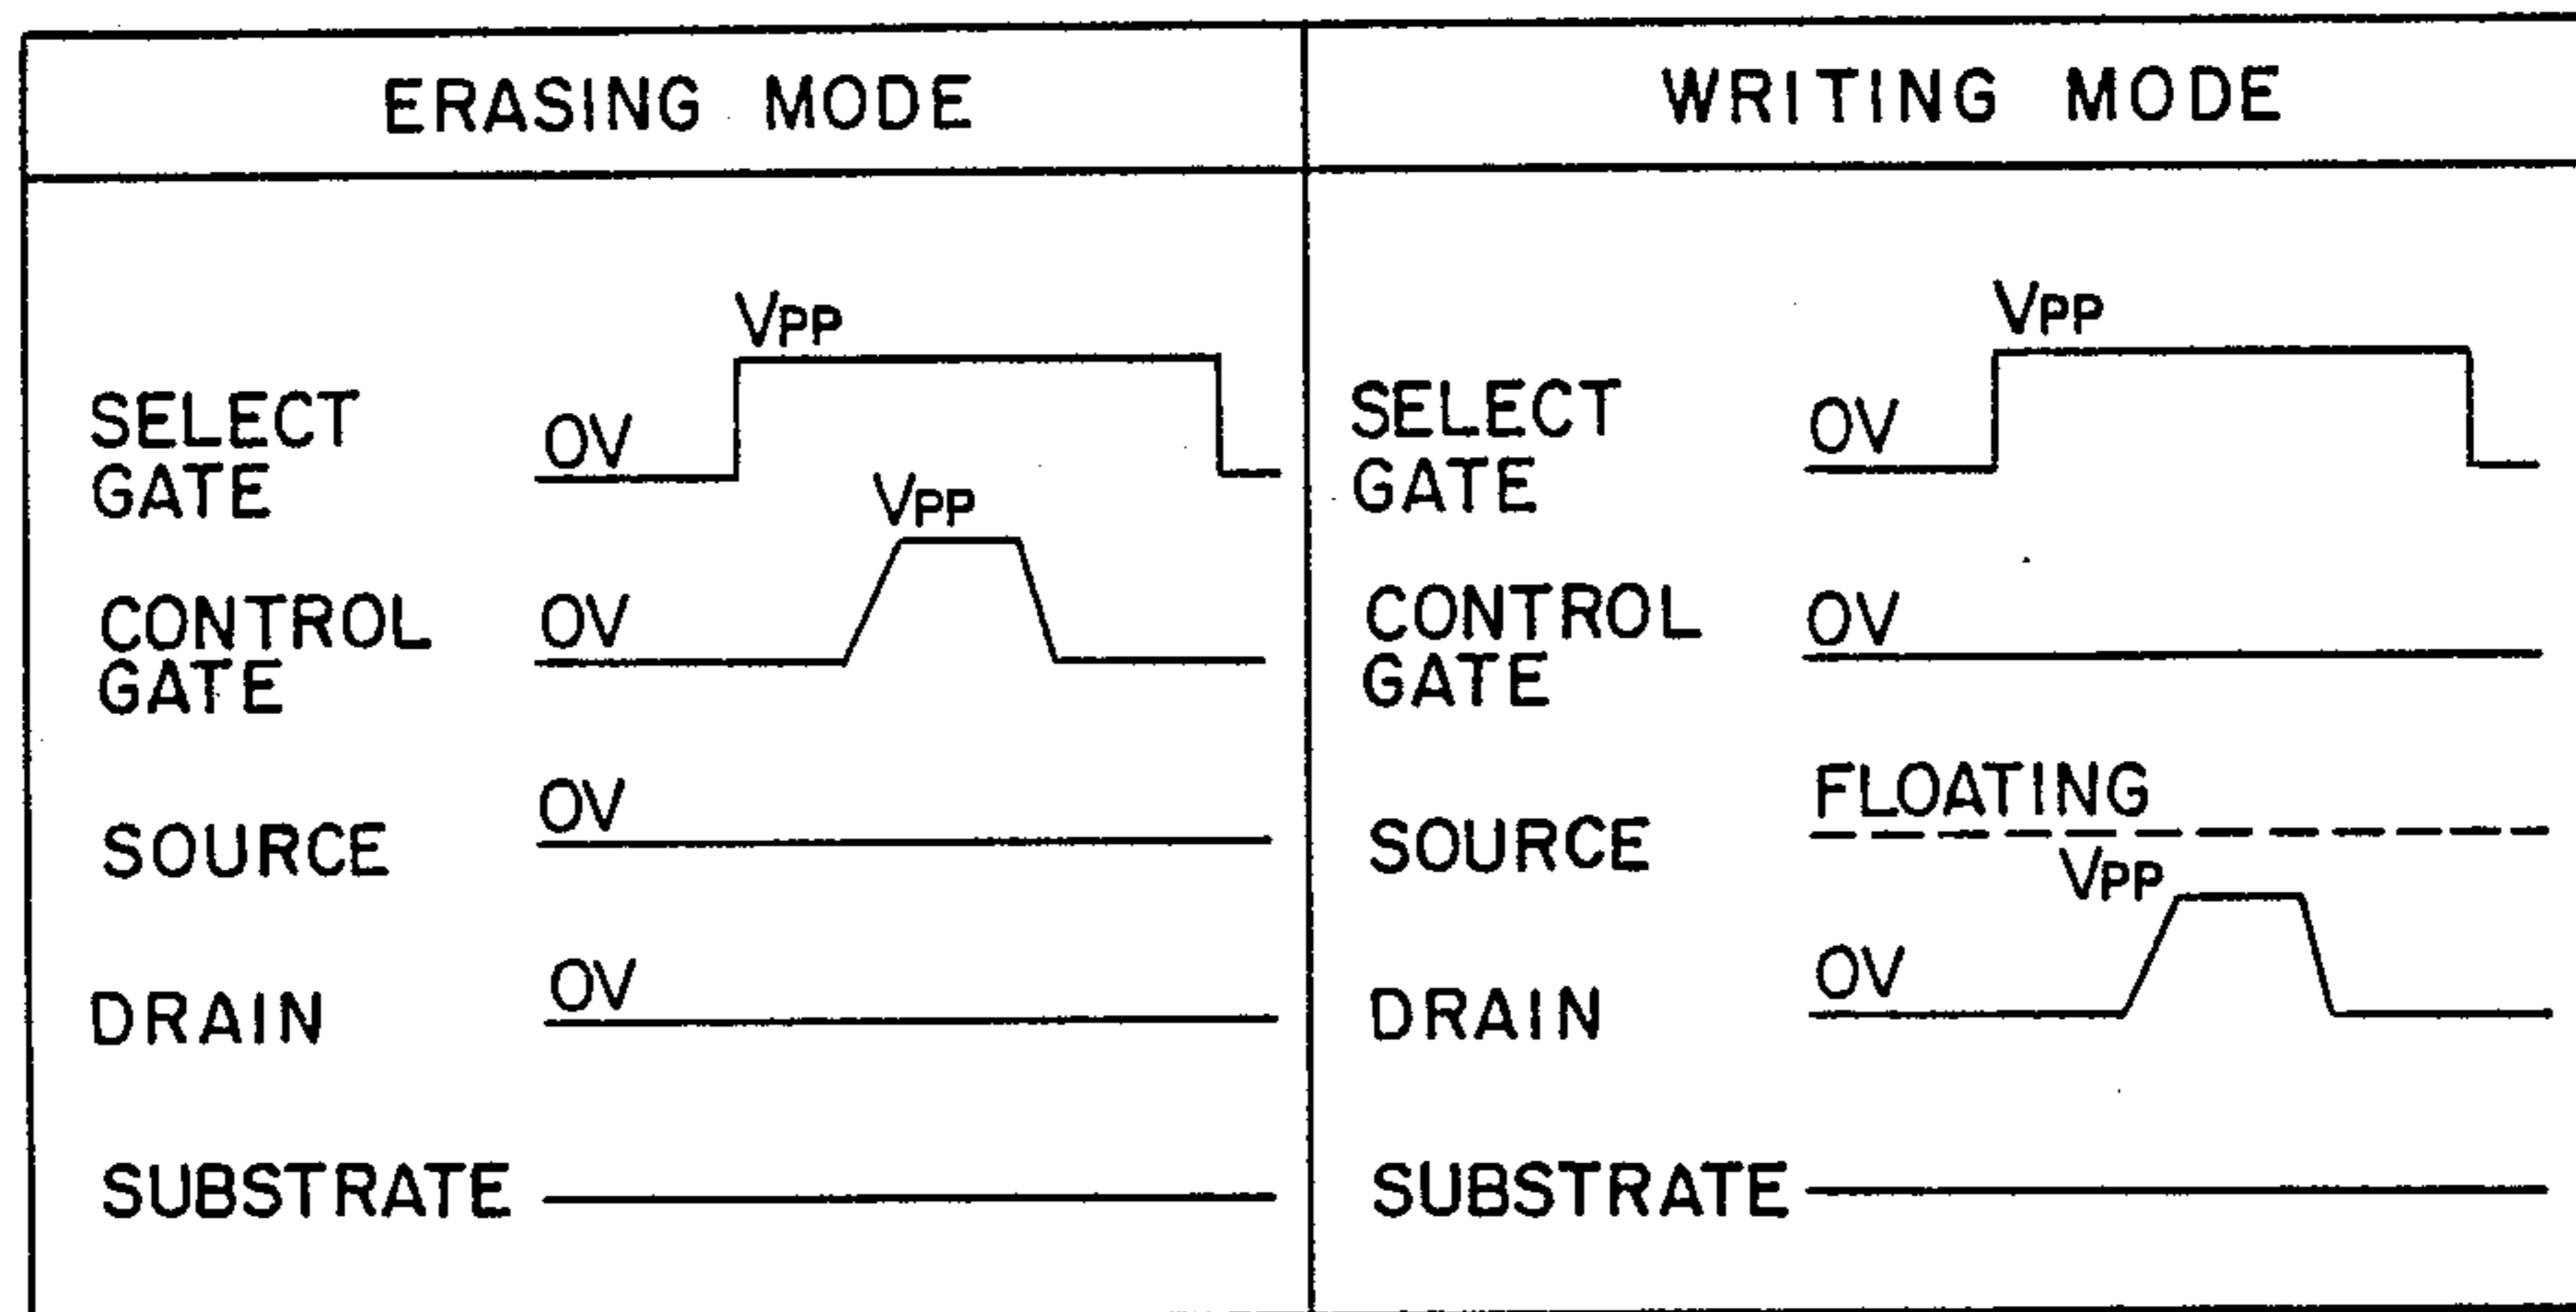 ERASING MODE
WRITING MODE
VPP
SELECT
GATE
OV
VPP
CONTROL
GATE
OV
SOURCE
OV
DRAIN
OV
SUBSTRATE
VPP
SELECT
GATE
OV
CONTROL
GATE
OV
SOURCE
FLOATING
VPP
DRAIN
OV
SUBSTRATE